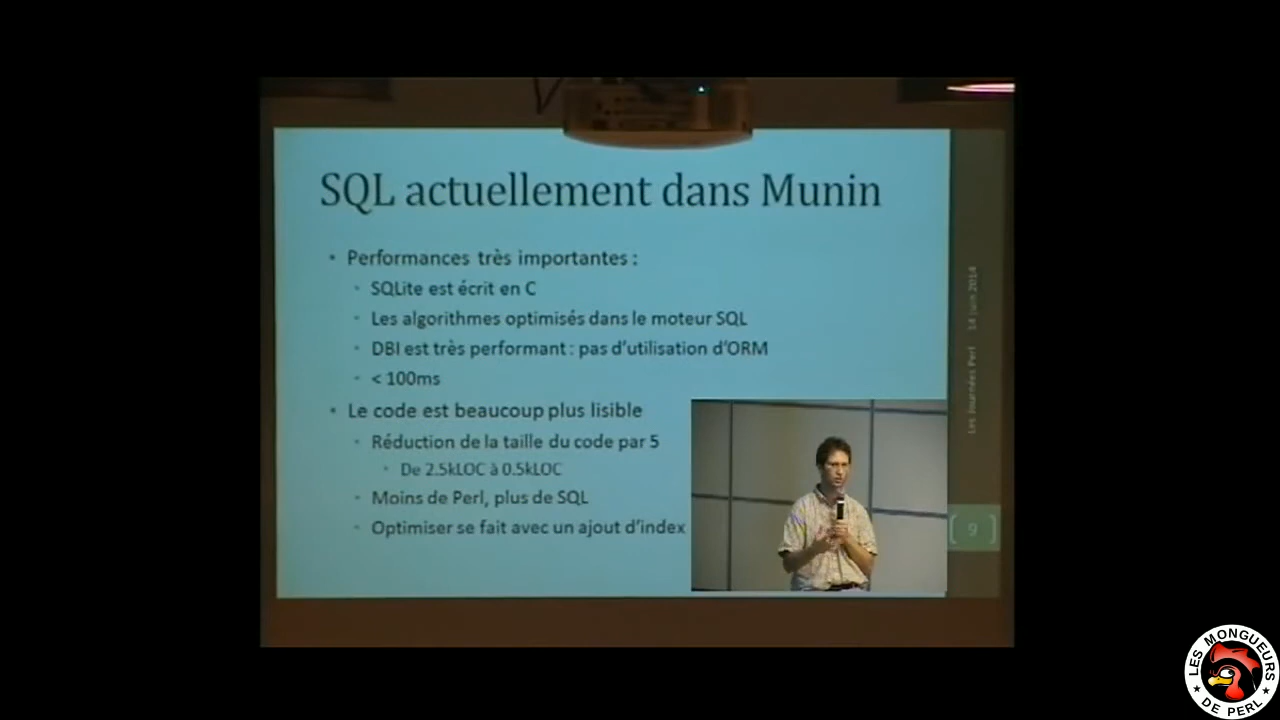 SQL actuellement dans Munin
• Performances très importantes :
• SQLite est écrit en C
• Les algorithmes optimisés dans le moteur SQL
• DBI est très performant : pas d'utilisation d'ORM
• < 100ms
• Le code est beaucoup plus lisible
• Réduction de la taille du code par 5
• De 2.5kLOC à 0.5kLOC
• Moins de Perl, plus de SQL
• Optimiser se fait avec un ajout d'index
Les Journées Perl 14 juin 2014
9
LES MONGUEURS
DE PERL